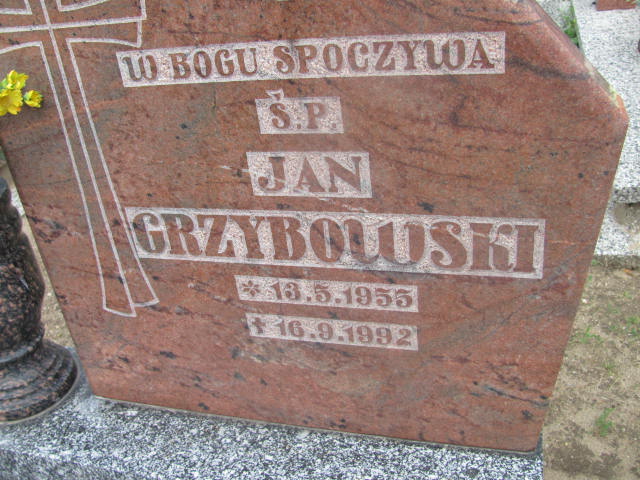 W BOGU SPOCZYWA
Ś.P.
JAN
GRZYBOWSKI
* 13.5.1955
✝ 16.9.1992